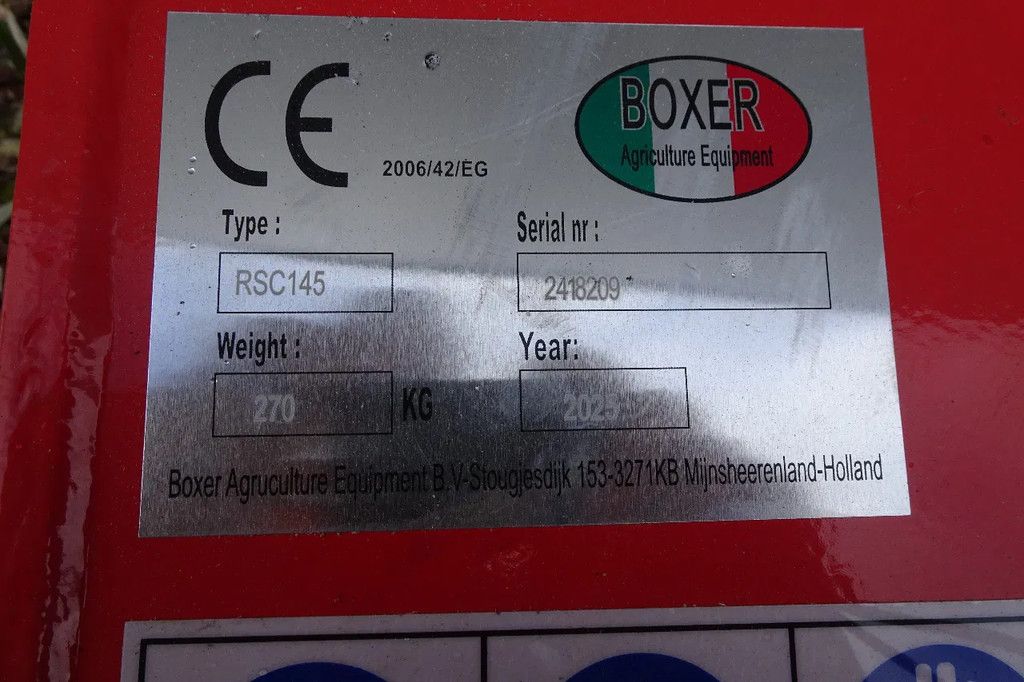 CE 2006/42/EG
BOXER
Agriculture Equipment
Type : Serial nr :
RSC145 2418209
Weight : Year:
270 KG 2025
Boxer Agruculture Equipment B.V-Stougjesdijk 153-3271KB Mijnsheerenland-Holland